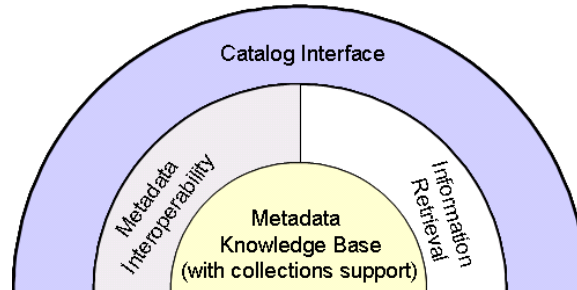 Catalog Interface
Metadata
Interoperability
Information
Retrieval
Metadata
Knowledge Base
(with collections support)